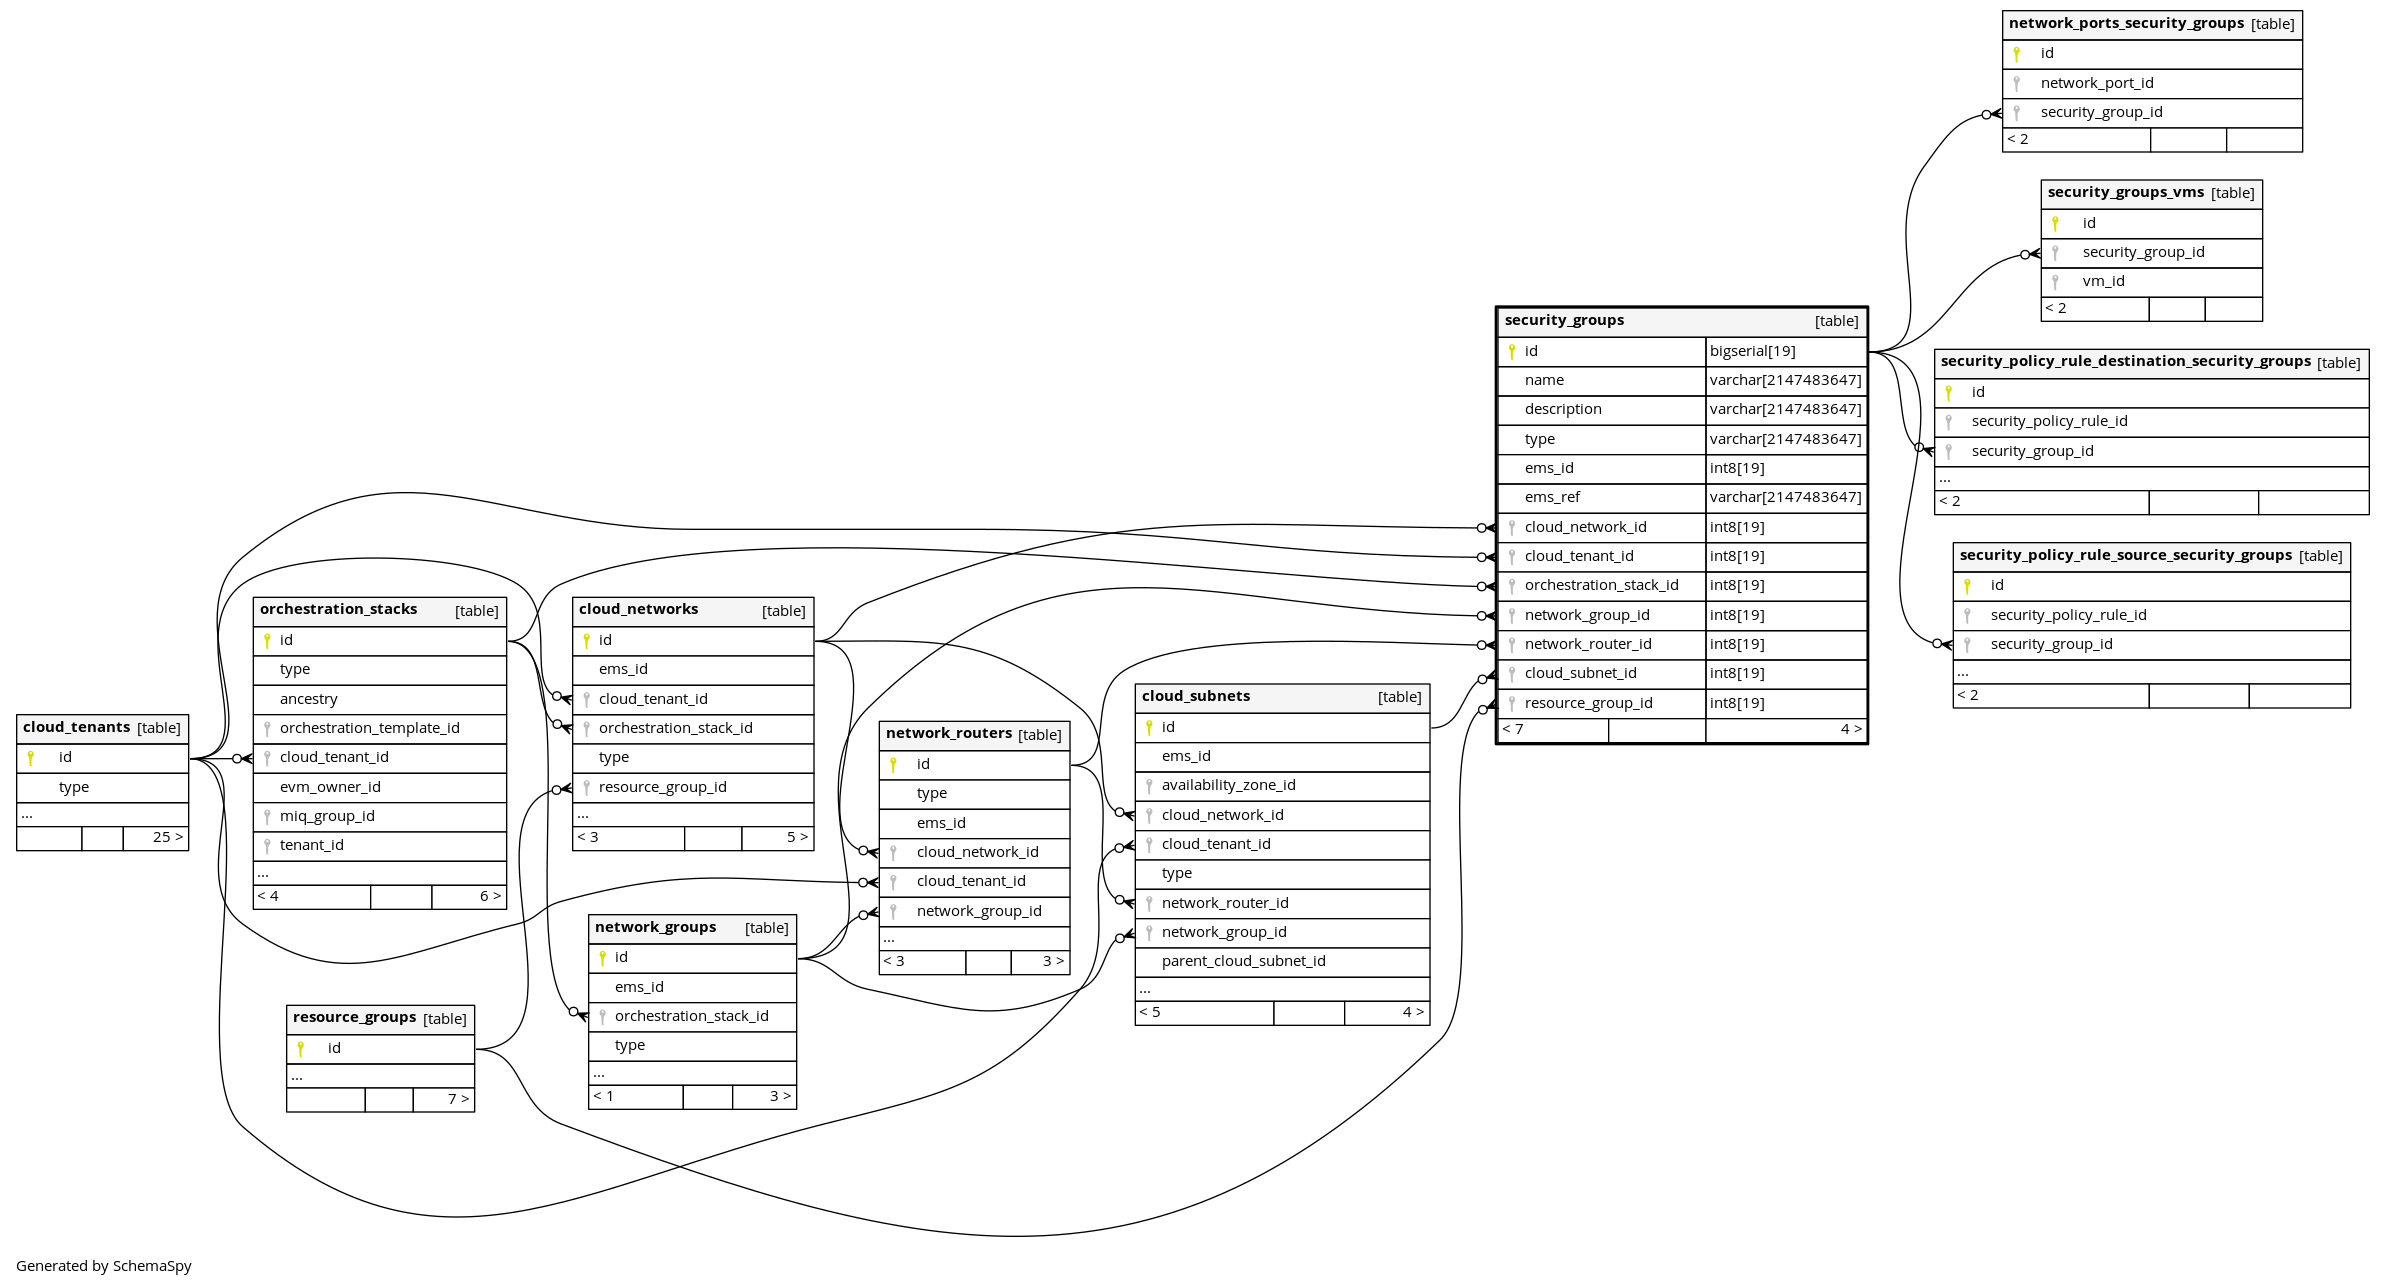 network_ports_security_groups [table]
id
network_port_id
security_group_id
< 2
security_groups_vms [table]
id
security_group_id
vm_id
< 2
security_groups [table]
id bigserial[19]
name varchar[2147483647]
description varchar[2147483647]
type varchar[2147483647]
ems_id int8[19]
ems_ref varchar[2147483647]
cloud_network_id int8[19]
cloud_tenant_id int8[19]
orchestration_stack_id int8[19]
network_group_id int8[19]
network_router_id int8[19]
cloud_subnet_id int8[19]
resource_group_id int8[19]
< 7 4 >
security_policy_rule_destination_security_groups [table]
id
security_policy_rule_id
security_group_id
...
< 2
security_policy_rule_source_security_groups [table]
id
security_policy_rule_id
security_group_id
...
< 2
orchestration_stacks [table]
id
type
ancestry
orchestration_template_id
cloud_tenant_id
evm_owner_id
miq_group_id
tenant_id
...
< 4 6 >
cloud_networks [table]
id
ems_id
cloud_tenant_id
orchestration_stack_id
type
resource_group_id
...
< 3 5 >
cloud_subnets [table]
id
ems_id
availability_zone_id
cloud_network_id
cloud_tenant_id
type
network_router_id
network_group_id
parent_cloud_subnet_id
...
< 5 4 >
cloud_tenants [table]
id
type
...
25 >
network_routers [table]
id
type
ems_id
cloud_network_id
cloud_tenant_id
network_group_id
...
< 3 3 >
network_groups [table]
id
ems_id
orchestration_stack_id
type
...
< 1 3 >
resource_groups [table]
id
...
7 >
Generated by SchemaSpy